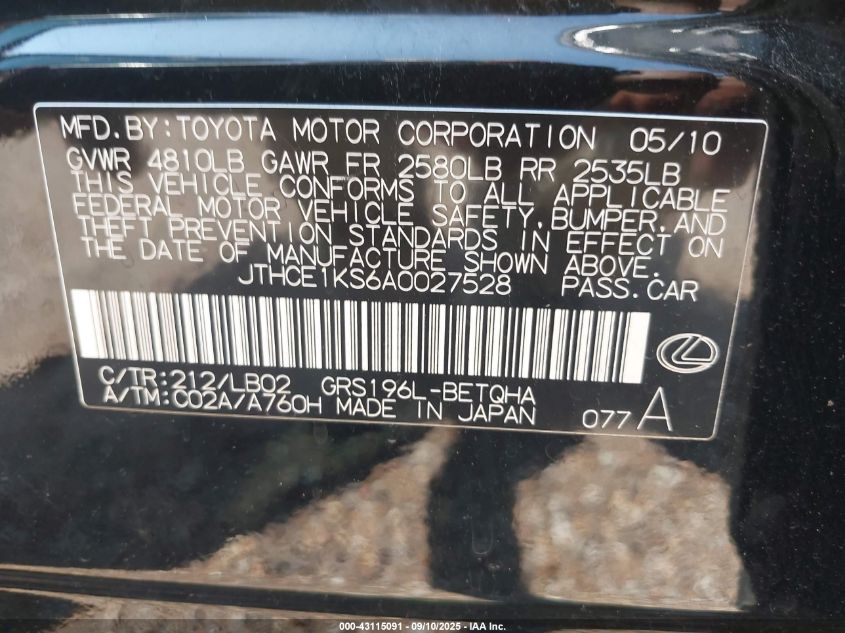 MFD.BY:TOYOTA MOTOR CORPORATION 05/10
GVWR 4810LB GAWR FR 2580LB RR 2535LB
THIS VEHICLE CONFORMS TO ALL APPLICABLE
FEDERAL MOTOR VEHICLE SAFETY,BUMPER,AND
THEFT PREVENTION STANDARDS IN EFFECT ON
THE DATE OF MANUFACTURE SHOWN ABOVE.
JTHCE1KS6A0027528 PASS.CAR
C/TR:212/LB02 GRS196L-BETQHA
A/TM:C02A/A760H MADE IN JAPAN 077A
000-43115091 - 09/10/2025 - IAA Inc.